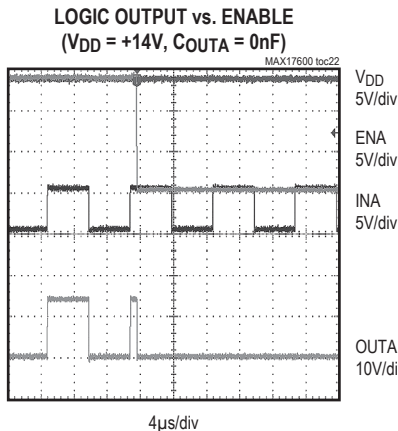 LOGIC OUTPUT vs. ENABLE
(VDD = +14V, COUTA = 0nF)
MAX17600 toc22
VDD
5V/div
ENA
5V/div
INA
5V/div
OUTA
10V/di
4µs/div